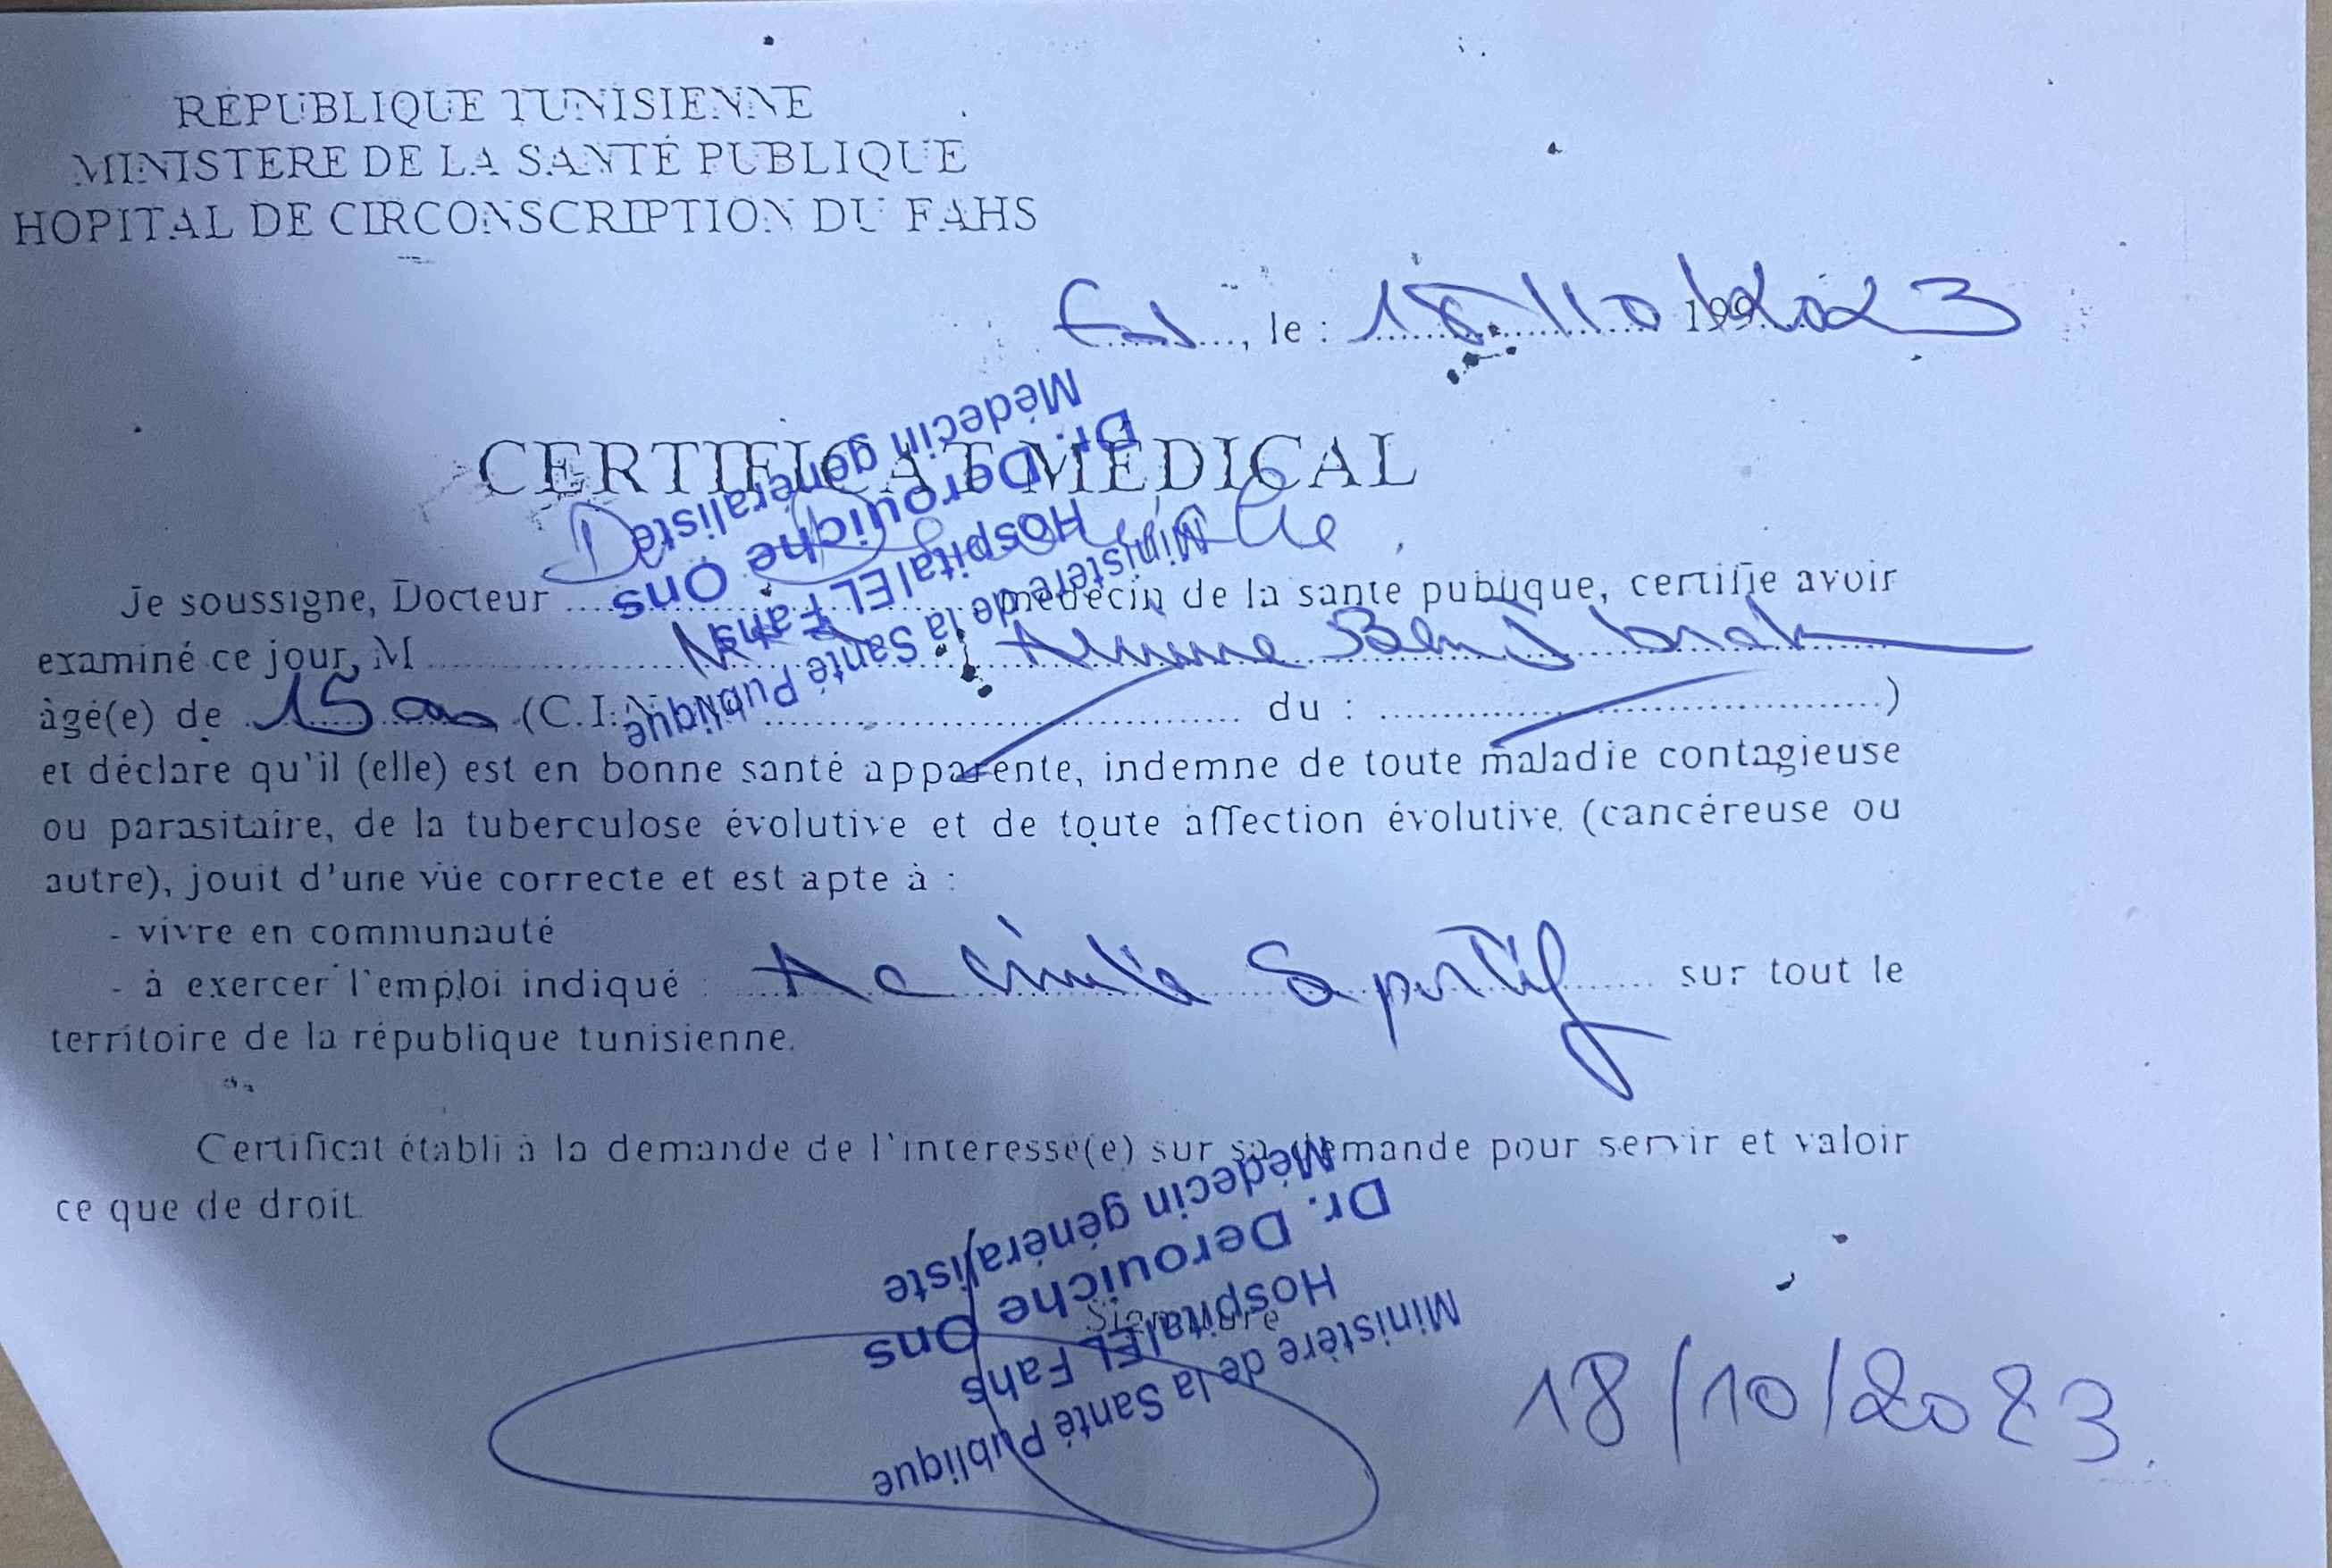 RÉPUBLIQUE TUNISIENNE
MINISTERE DE LA SANTÉ PUBLIQUE
HOPITAL DE CIRCONSCRIPTION DU FAHS
, le : 18/10/2023
CERTIFICAT MÉDICAL
Médecin généraliste
Dr. Derouiche Ons
Hospital EL Fahs
Ministère de la Santé Publique
Je soussigne, Docteur médecin de la sante publique, certifie avoir
examiné ce jour, M
âgé(e) de 15 ans (C.I.N du : )
et déclare qu'il (elle) est en bonne santé apparente, indemne de toute maladie contagieuse
ou parasitaire, de la tuberculose évolutive et de toute affection évolutive (cancéreuse ou
autre), jouit d'une vue correcte et est apte à :
- vivre en communauté
- à exercer l'emploi indiqué : Activité Sportif sur tout le
territoire de la république tunisienne.
Certificat établi à la demande de l'interessé(e) sur sa demande pour servir et valoir
ce que de droit.
Médecin généraliste
Dr. Derouiche Ons
Signature
Hospital EL Fahs
Ministère de la Santé Publique
18/10/2023